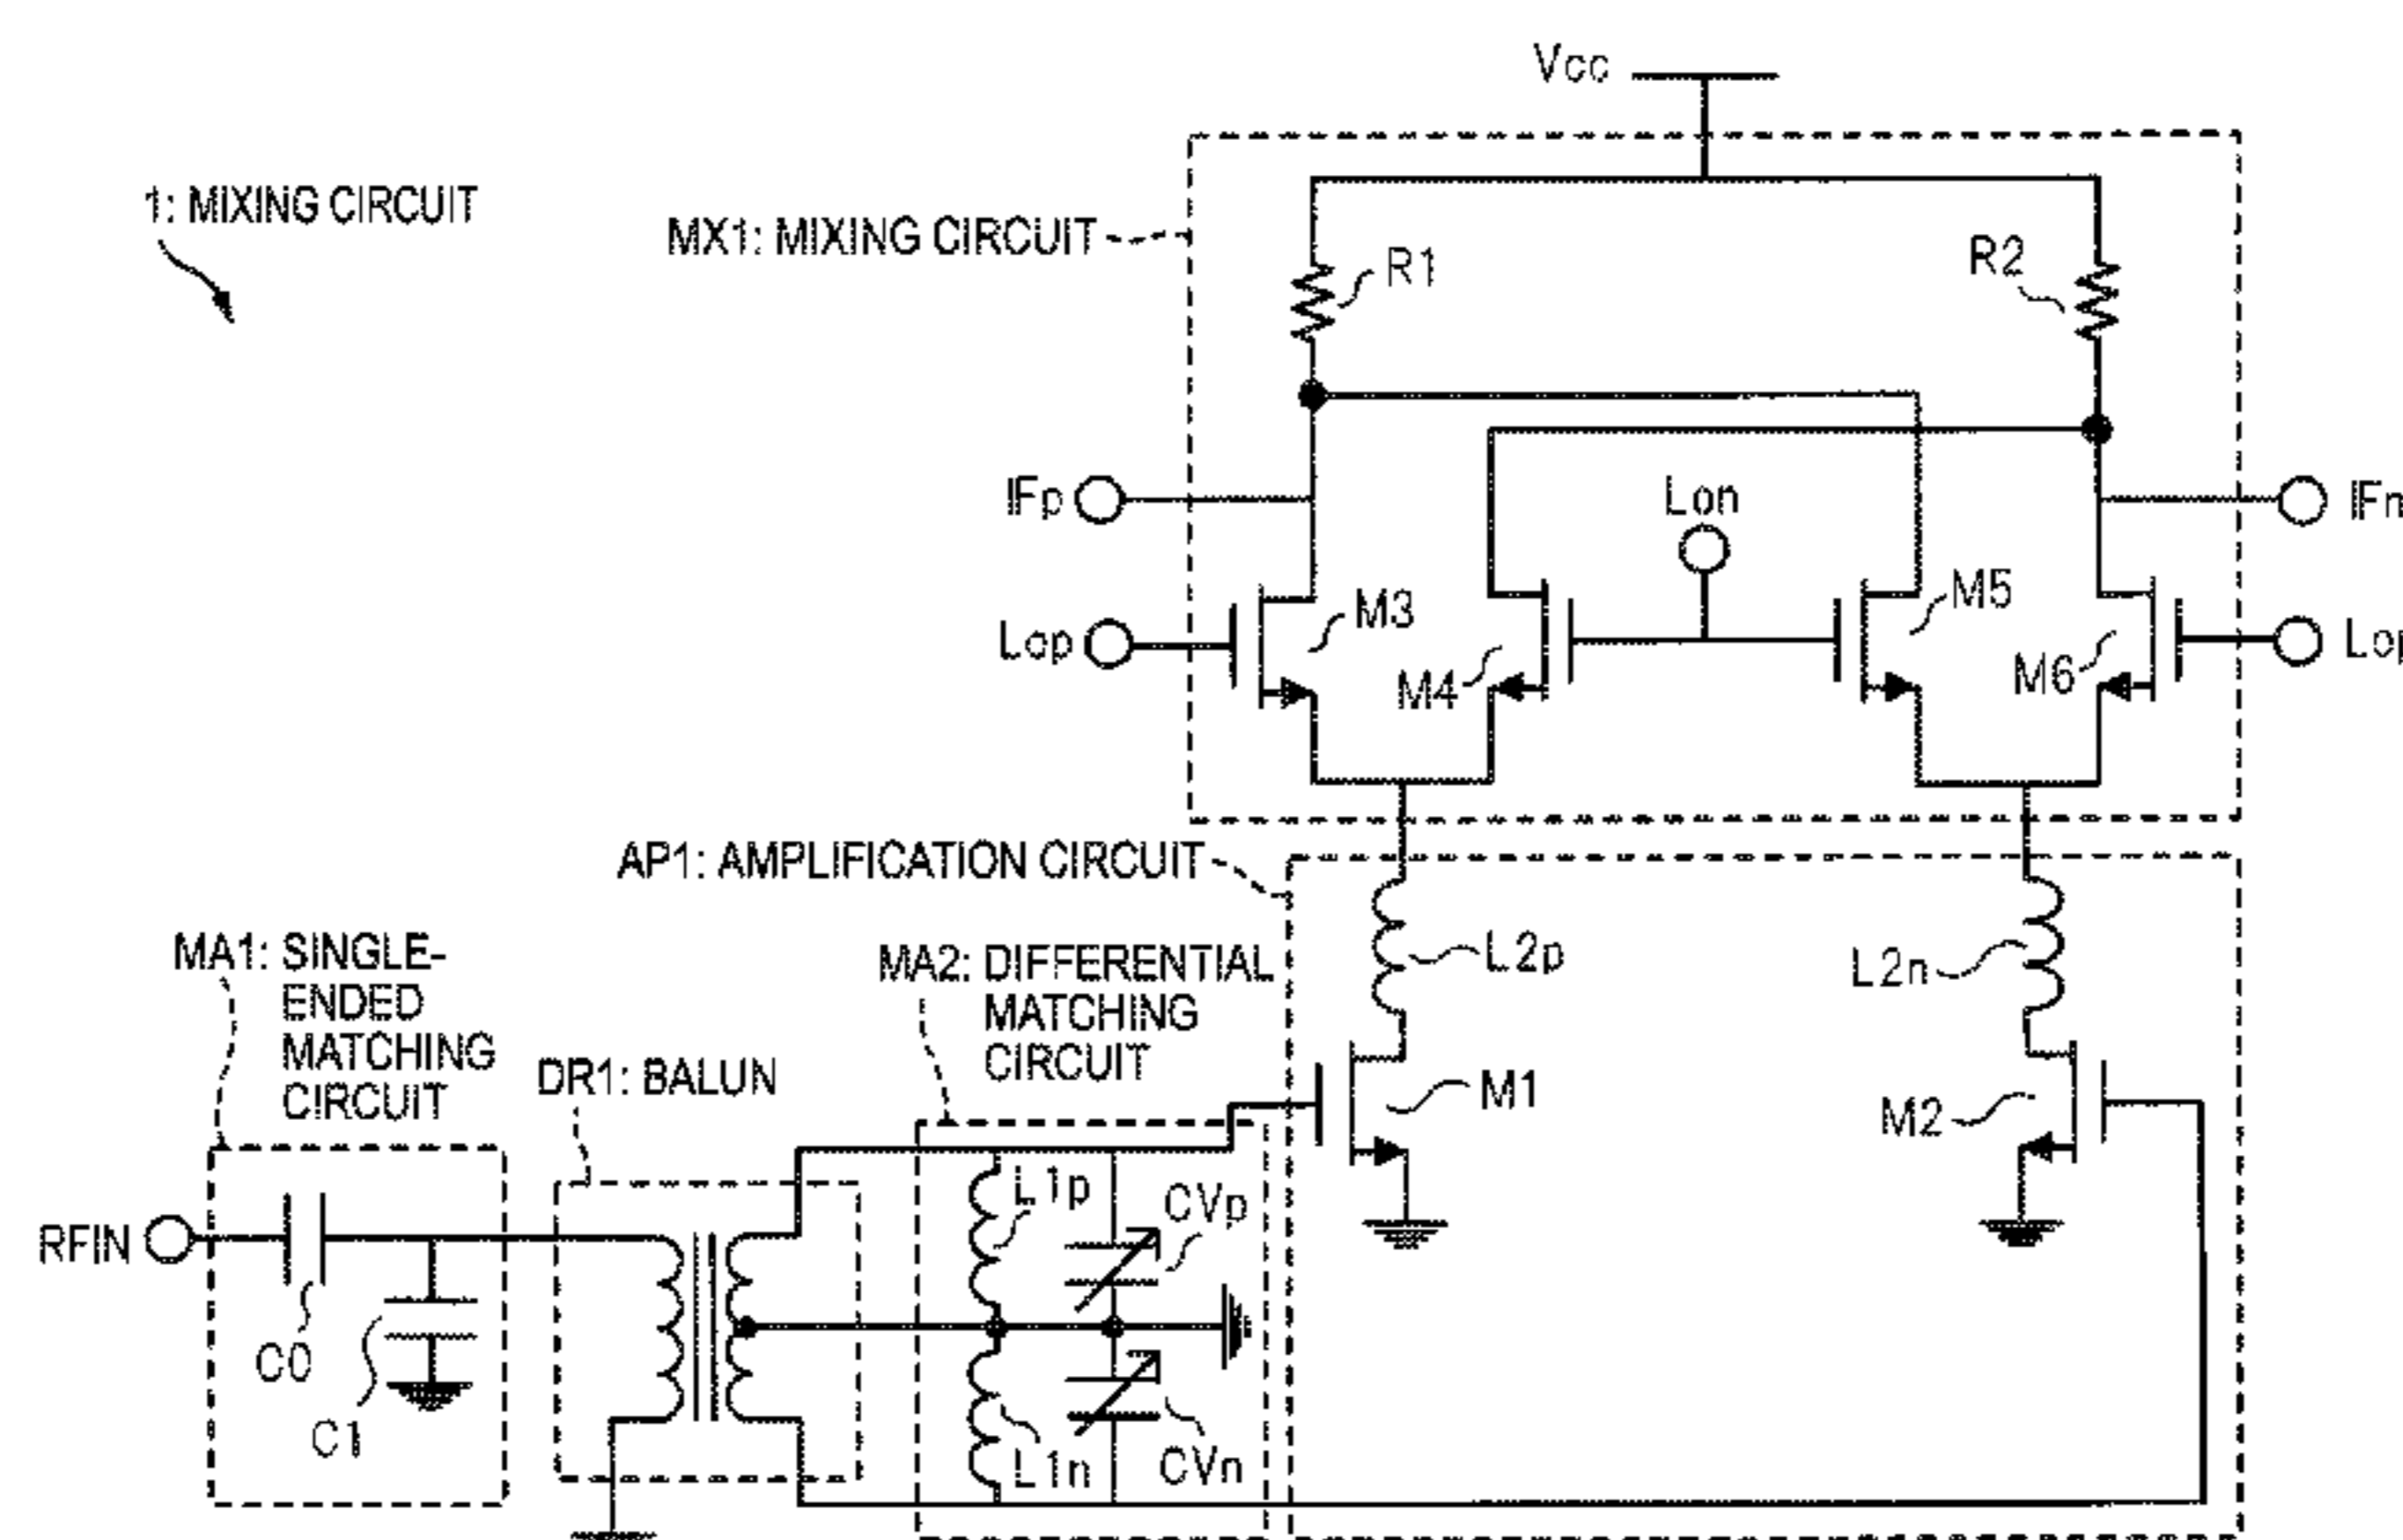 Vcc
1: MIXING CIRCUIT
MX1: MIXING CIRCUIT
R1
R2
IFp
Lon
IFn
Lop
M3
M4
M5
M6
Lop
AP1: AMPLIFICATION CIRCUIT
L2p
L2n
MA1: SINGLE-
ENDED
MATCHING
CIRCUIT
MA2: DIFFERENTIAL
MATCHING
CIRCUIT
DR1: BALUN
M1
M2
RFIN
C0
C1
L1p
CVp
L1n
CVn